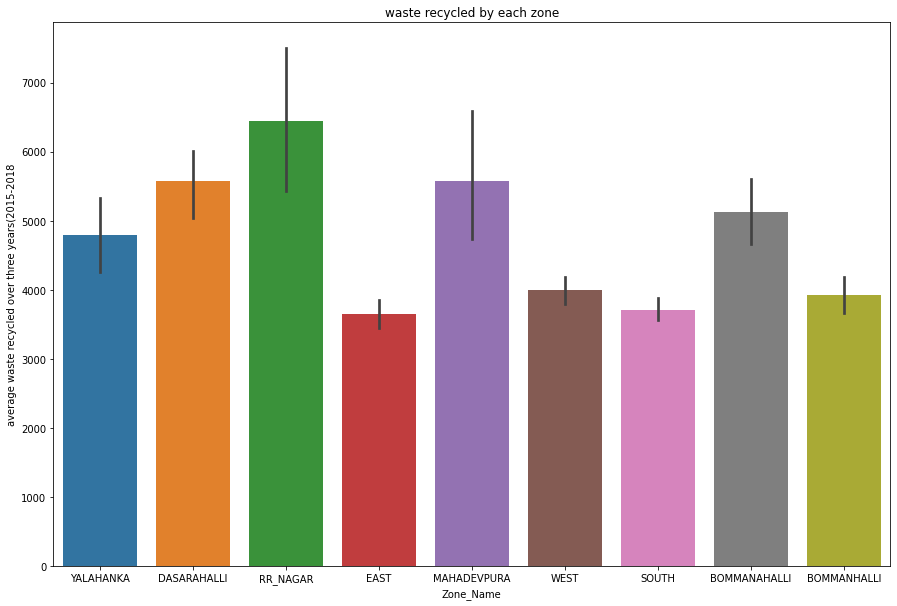 waste recycled by each zone
average waste recycled over three years(2015-2018
7000
6000
5000
4000
3000
2000
1000
0
YALAHANKA DASARAHALLI RR_NAGAR EAST MAHADEVPURA WEST SOUTH BOMMANAHALLI BOMMANHALLI
Zone_Name